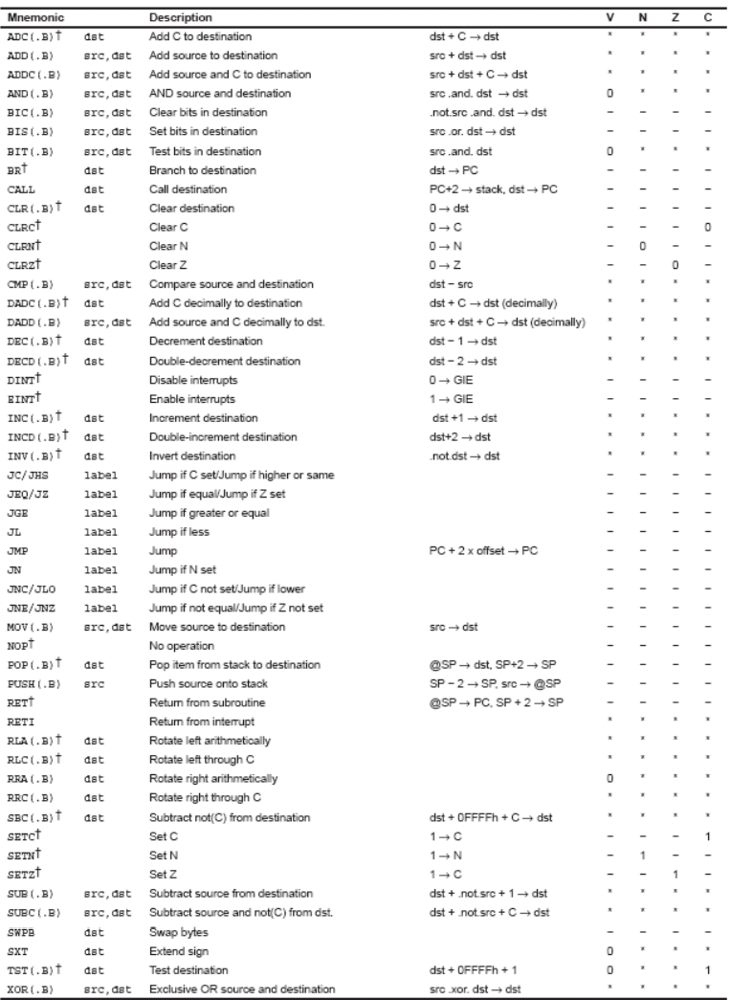 Mnemonic Description V N Z C
ADC(.B)† dst Add C to destination dst + C → dst * * * *
ADD(.B) src,dst Add source to destination src + dst → dst * * * *
ADDC(.B) src,dst Add source and C to destination src + dst + C → dst * * * *
AND(.B) src,dst AND source and destination src .and. dst → dst 0 * * *
BIC(.B) src,dst Clear bits in destination .not.src .and. dst → dst – – – –
BIS(.B) src,dst Set bits in destination src .or. dst → dst – – – –
BIT(.B) src,dst Test bits in destination src .and. dst 0 * * *
BR† dst Branch to destination dst → PC – – – –
CALL dst Call destination PC+2 → stack, dst → PC – – – –
CLR(.B)† dst Clear destination 0 → dst – – – –
CLRC† Clear C 0 → C – – – 0
CLRN† Clear N 0 → N – 0 – –
CLRZ† Clear Z 0 → Z – – 0 –
CMP(.B) src,dst Compare source and destination dst − src * * * *
DADC(.B)† dst Add C decimally to destination dst + C → dst (decimally) * * * *
DADD(.B) src,dst Add source and C decimally to dst. src + dst + C → dst (decimally) * * * *
DEC(.B)† dst Decrement destination dst − 1 → dst * * * *
DECD(.B)† dst Double-decrement destination dst − 2 → dst * * * *
DINT† Disable interrupts 0 → GIE – – – –
EINT† Enable interrupts 1 → GIE – – – –
INC(.B)† dst Increment destination dst +1 → dst * * * *
INCD(.B)† dst Double-increment destination dst+2 → dst * * * *
INV(.B)† dst Invert destination .not.dst → dst * * * *
JC/JHS label Jump if C set/Jump if higher or same – – – –
JEQ/JZ label Jump if equal/Jump if Z set – – – –
JGE label Jump if greater or equal – – – –
JL label Jump if less – – – –
JMP label Jump PC + 2 x offset → PC – – – –
JN label Jump if N set – – – –
JNC/JLO label Jump if C not set/Jump if lower – – – –
JNE/JNZ label Jump if not equal/Jump if Z not set – – – –
MOV(.B) src,dst Move source to destination src → dst – – – –
NOP† No operation – – – –
POP(.B)† dst Pop item from stack to destination @SP → dst, SP+2 → SP – – – –
PUSH(.B) src Push source onto stack SP − 2 → SP, src → @SP – – – –
RET† Return from subroutine @SP → PC, SP + 2 → SP – – – –
RETI Return from interrupt * * * *
RLA(.B)† dst Rotate left arithmetically * * * *
RLC(.B)† dst Rotate left through C * * * *
RRA(.B) dst Rotate right arithmetically 0 * * *
RRC(.B) dst Rotate right through C * * * *
SBC(.B)† dst Subtract not(C) from destination dst + 0FFFFh + C → dst * * * *
SETC† Set C 1 → C – – – 1
SETN† Set N 1 → N – 1 – –
SETZ† Set Z 1 → C – – 1 –
SUB(.B) src,dst Subtract source from destination dst + .not.src + 1 → dst * * * *
SUBC(.B) src,dst Subtract source and not(C) from dst. dst + .not.src + C → dst * * * *
SWPB dst Swap bytes – – – –
SXT dst Extend sign 0 * * *
TST(.B)† dst Test destination dst + 0FFFFh + 1 0 * * 1
XOR(.B) src,dst Exclusive OR source and destination src .xor. dst → dst * * * *